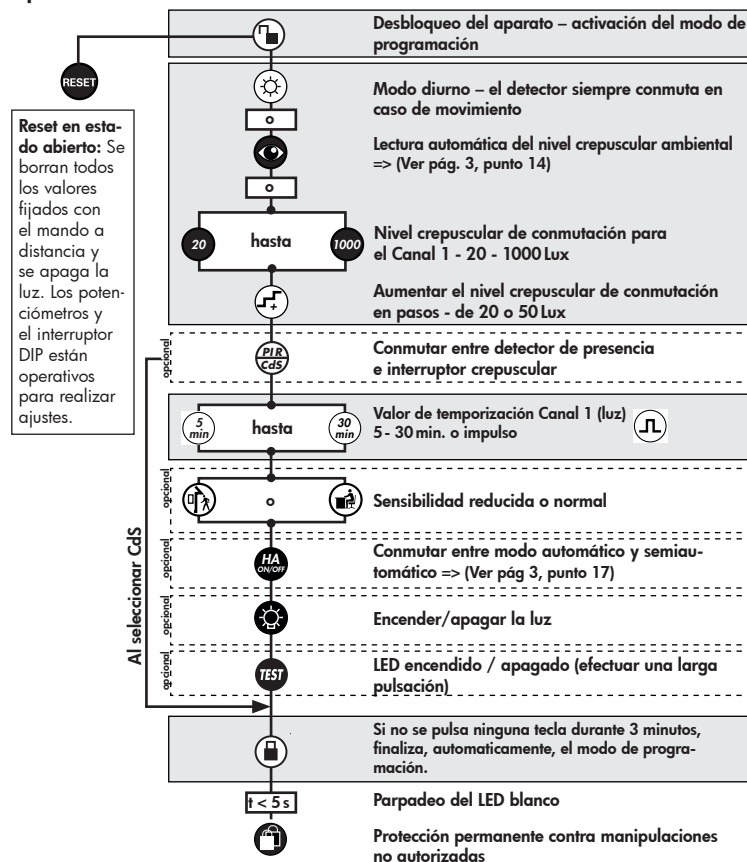 Desbloqueo del aparato – activación del modo de
programación
RESET
Reset en esta-
do abierto: Se
borran todos
los valores
fijados con
el mando a
distancia y
se apaga la
luz. Los poten-
ciómetros y
el interruptor
DIP están
operativos
para realizar
ajustes.
Modo diurno – el detector siempre conmuta en
caso de movimiento
o
Lectura automática del nivel crepuscular ambiental
=> (Ver pág. 3, punto 14)
o
20 hasta 1000
Nivel crepuscular de conmutación para
el Canal 1 - 20 - 1000 Lux
Aumentar el nivel crepuscular de conmutación
en pasos - de 20 o 50 Lux
opcional
PIR
CdS
Conmutar entre detector de presencia
e interruptor crepuscular
5
min
hasta
30
min
Valor de temporización Canal 1 (luz)
5 - 30 min. o impulso
opcional
o
Sensibilidad reducida o normal
Al seleccionar CdS
opcional
HA
ON/OFF
Conmutar entre modo automático y semiau-
tomático => (Ver pág 3, punto 17)
opcional
Encender/apagar la luz
opcional
TEST
LED encendido / apagado (efectuar una larga
pulsación)
Si no se pulsa ninguna tecla durante 3 minutos,
finaliza, automaticamente, el modo de progra-
mación.
t < 5 s
Parpadeo del LED blanco
Protección permanente contra manipulaciones
no autorizadas